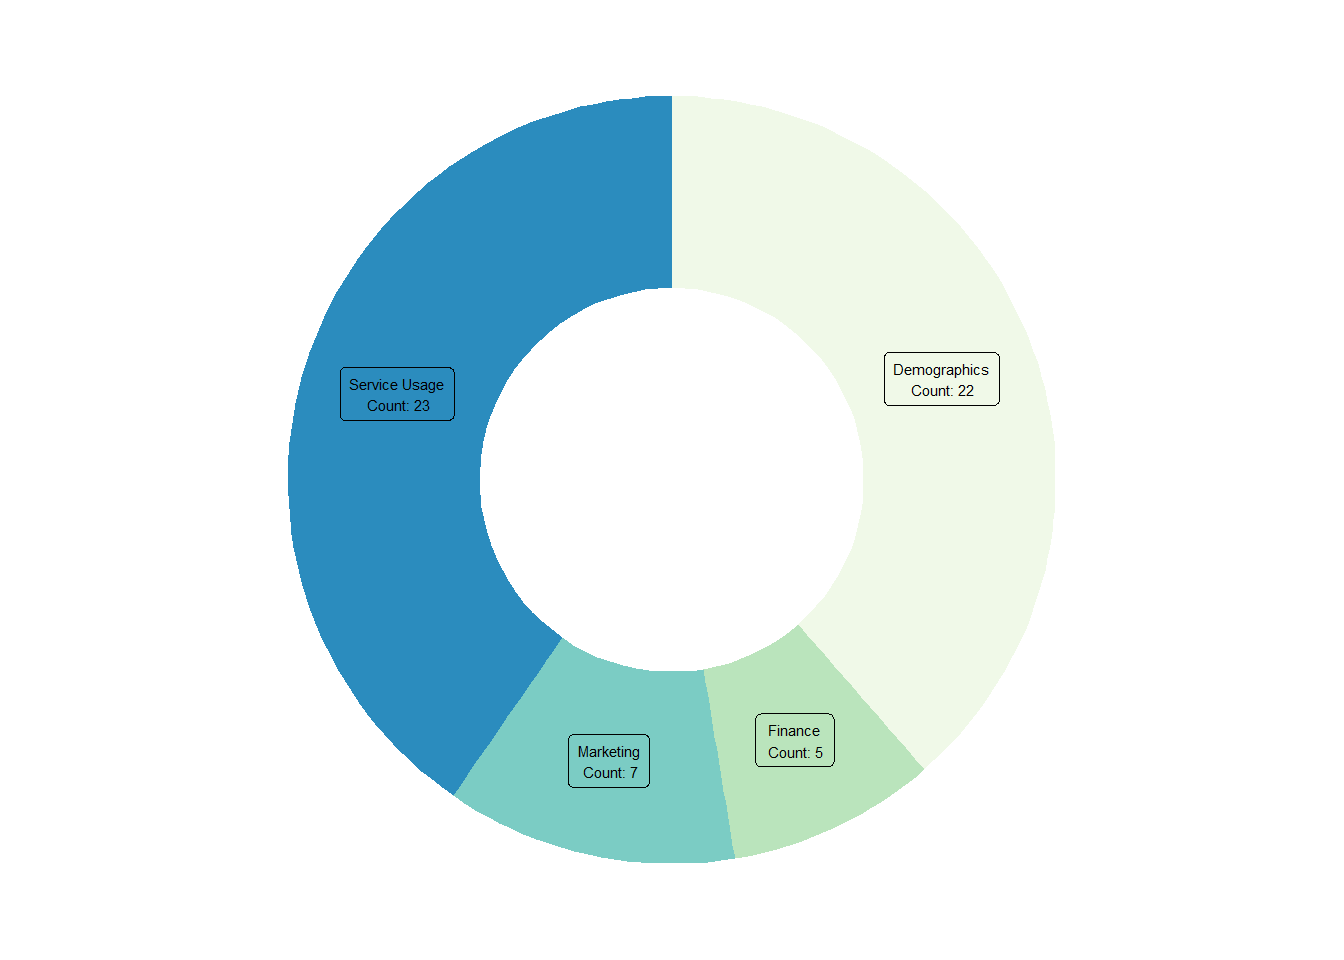 Demographics
Count: 22
Service Usage
Count: 23
Finance
Count: 5
Marketing
Count: 7